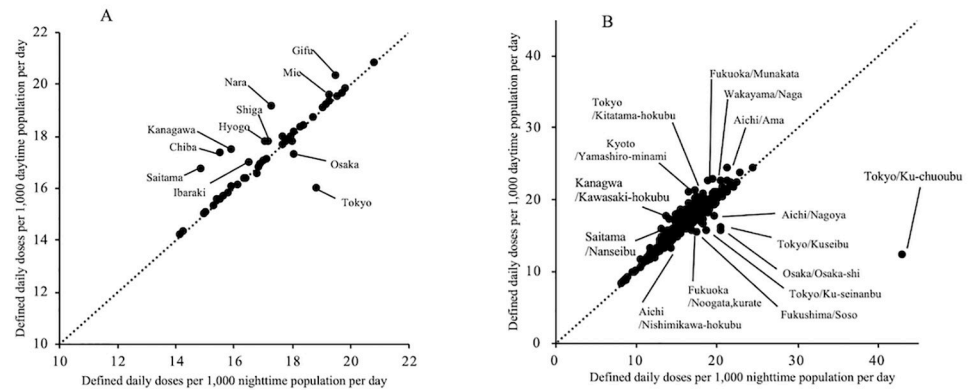 A
Defined daily doses per 1,000 daytime population per day
22
20
18
16
14
12
10
Gifu
Mie
Nara
Shiga
Hyogo
Kanagawa
Chiba
Saitama
Ibaraki
Osaka
Tokyo
10
12
14
16
18
20
22
Defined daily doses per 1,000 nighttime population per day
B
Defined daily doses per 1,000 daytime population per day
40
30
20
10
0
Fukuoka/Munakata
Wakayama/Naga
Tokyo
/Kitatama-hokubu
Aichi/Ama
Kyoto
/Yamashiro-minami
Kanagwa
/Kawasaki-hokubu
Saitama
/Nanseibu
Tokyo/Ku-chuoubu
Aichi/Nagoya
Tokyo/Kuseibu
Osaka/Osaka-shi
Tokyo/Ku-seinanbu
Fukushima/Soso
Fukuoka
/Noogata,kurate
Aichi
/Nishimikawa-hokubu
0
10
20
30
40
Defined daily doses per 1,000 nighttime population per day